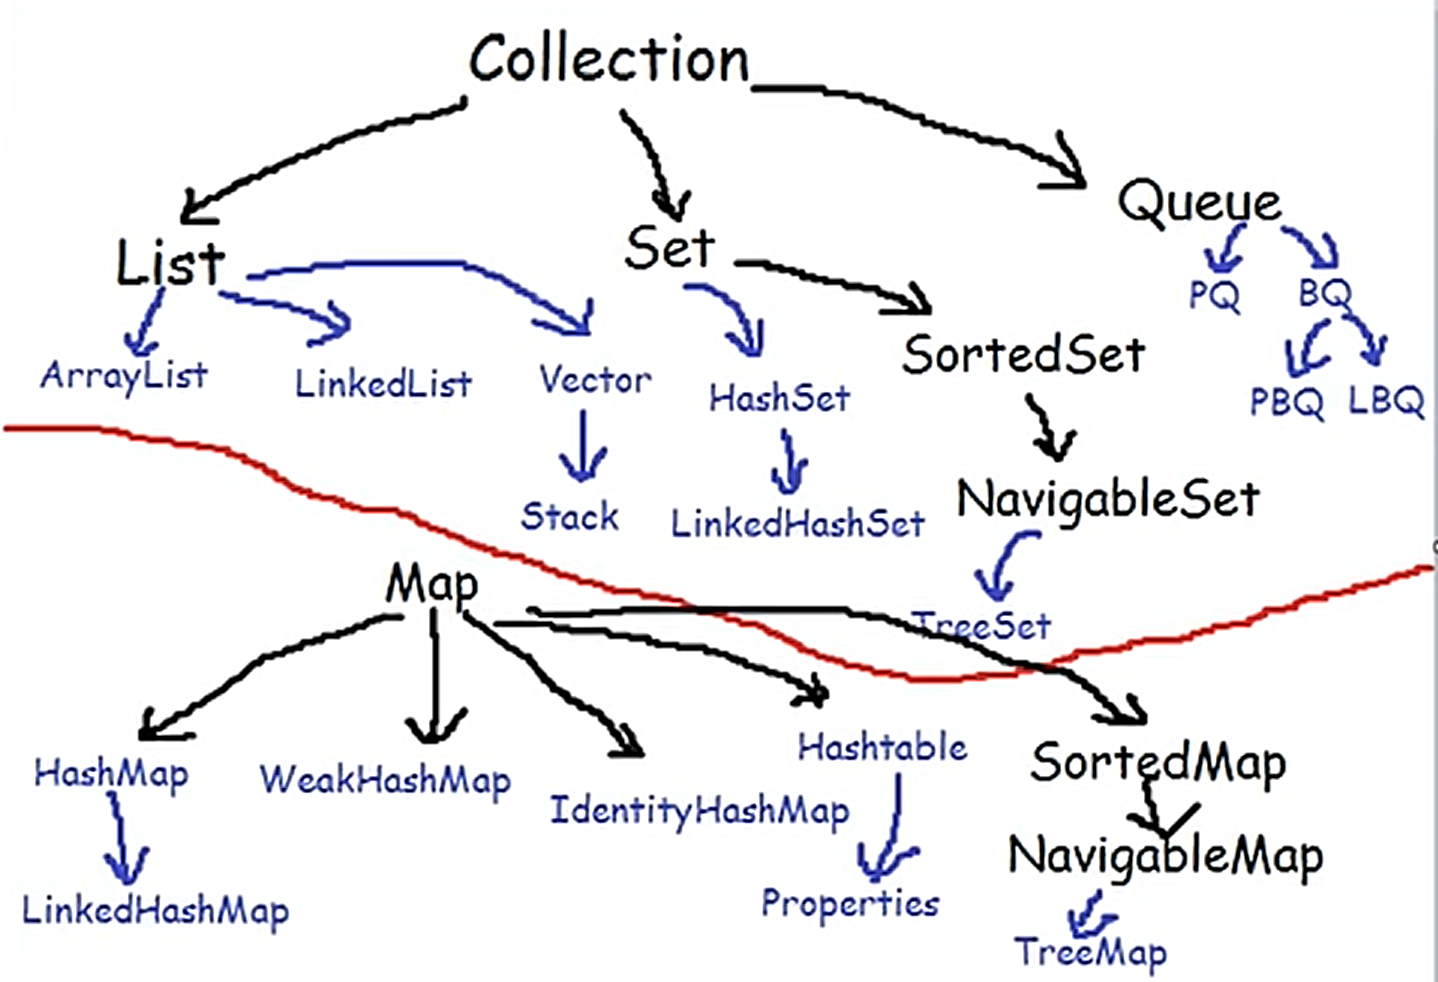 Collection
List
Set
Queue
PQ
BQ
ArrayList
LinkedList
Vector
HashSet
SortedSet
PBQ
LBQ
Stack
LinkedHashSet
NavigableSet
TreeSet
Map
HashMap
WeakHashMap
IdentityHashMap
Hashtable
SortedMap
NavigableMap
LinkedHashMap
Properties
TreeMap